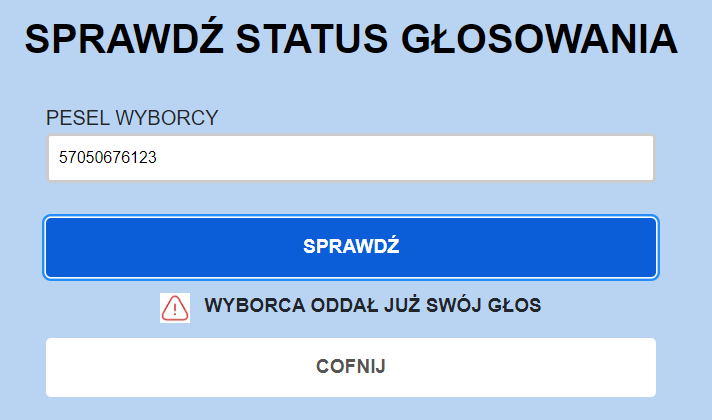 SPRAWDŹ STATUS GŁOSOWANIA
PESEL WYBORCY
57050676123
SPRAWDŹ
WYBORCA ODDAŁ JUŻ SWÓJ GŁOS
COFNIJ